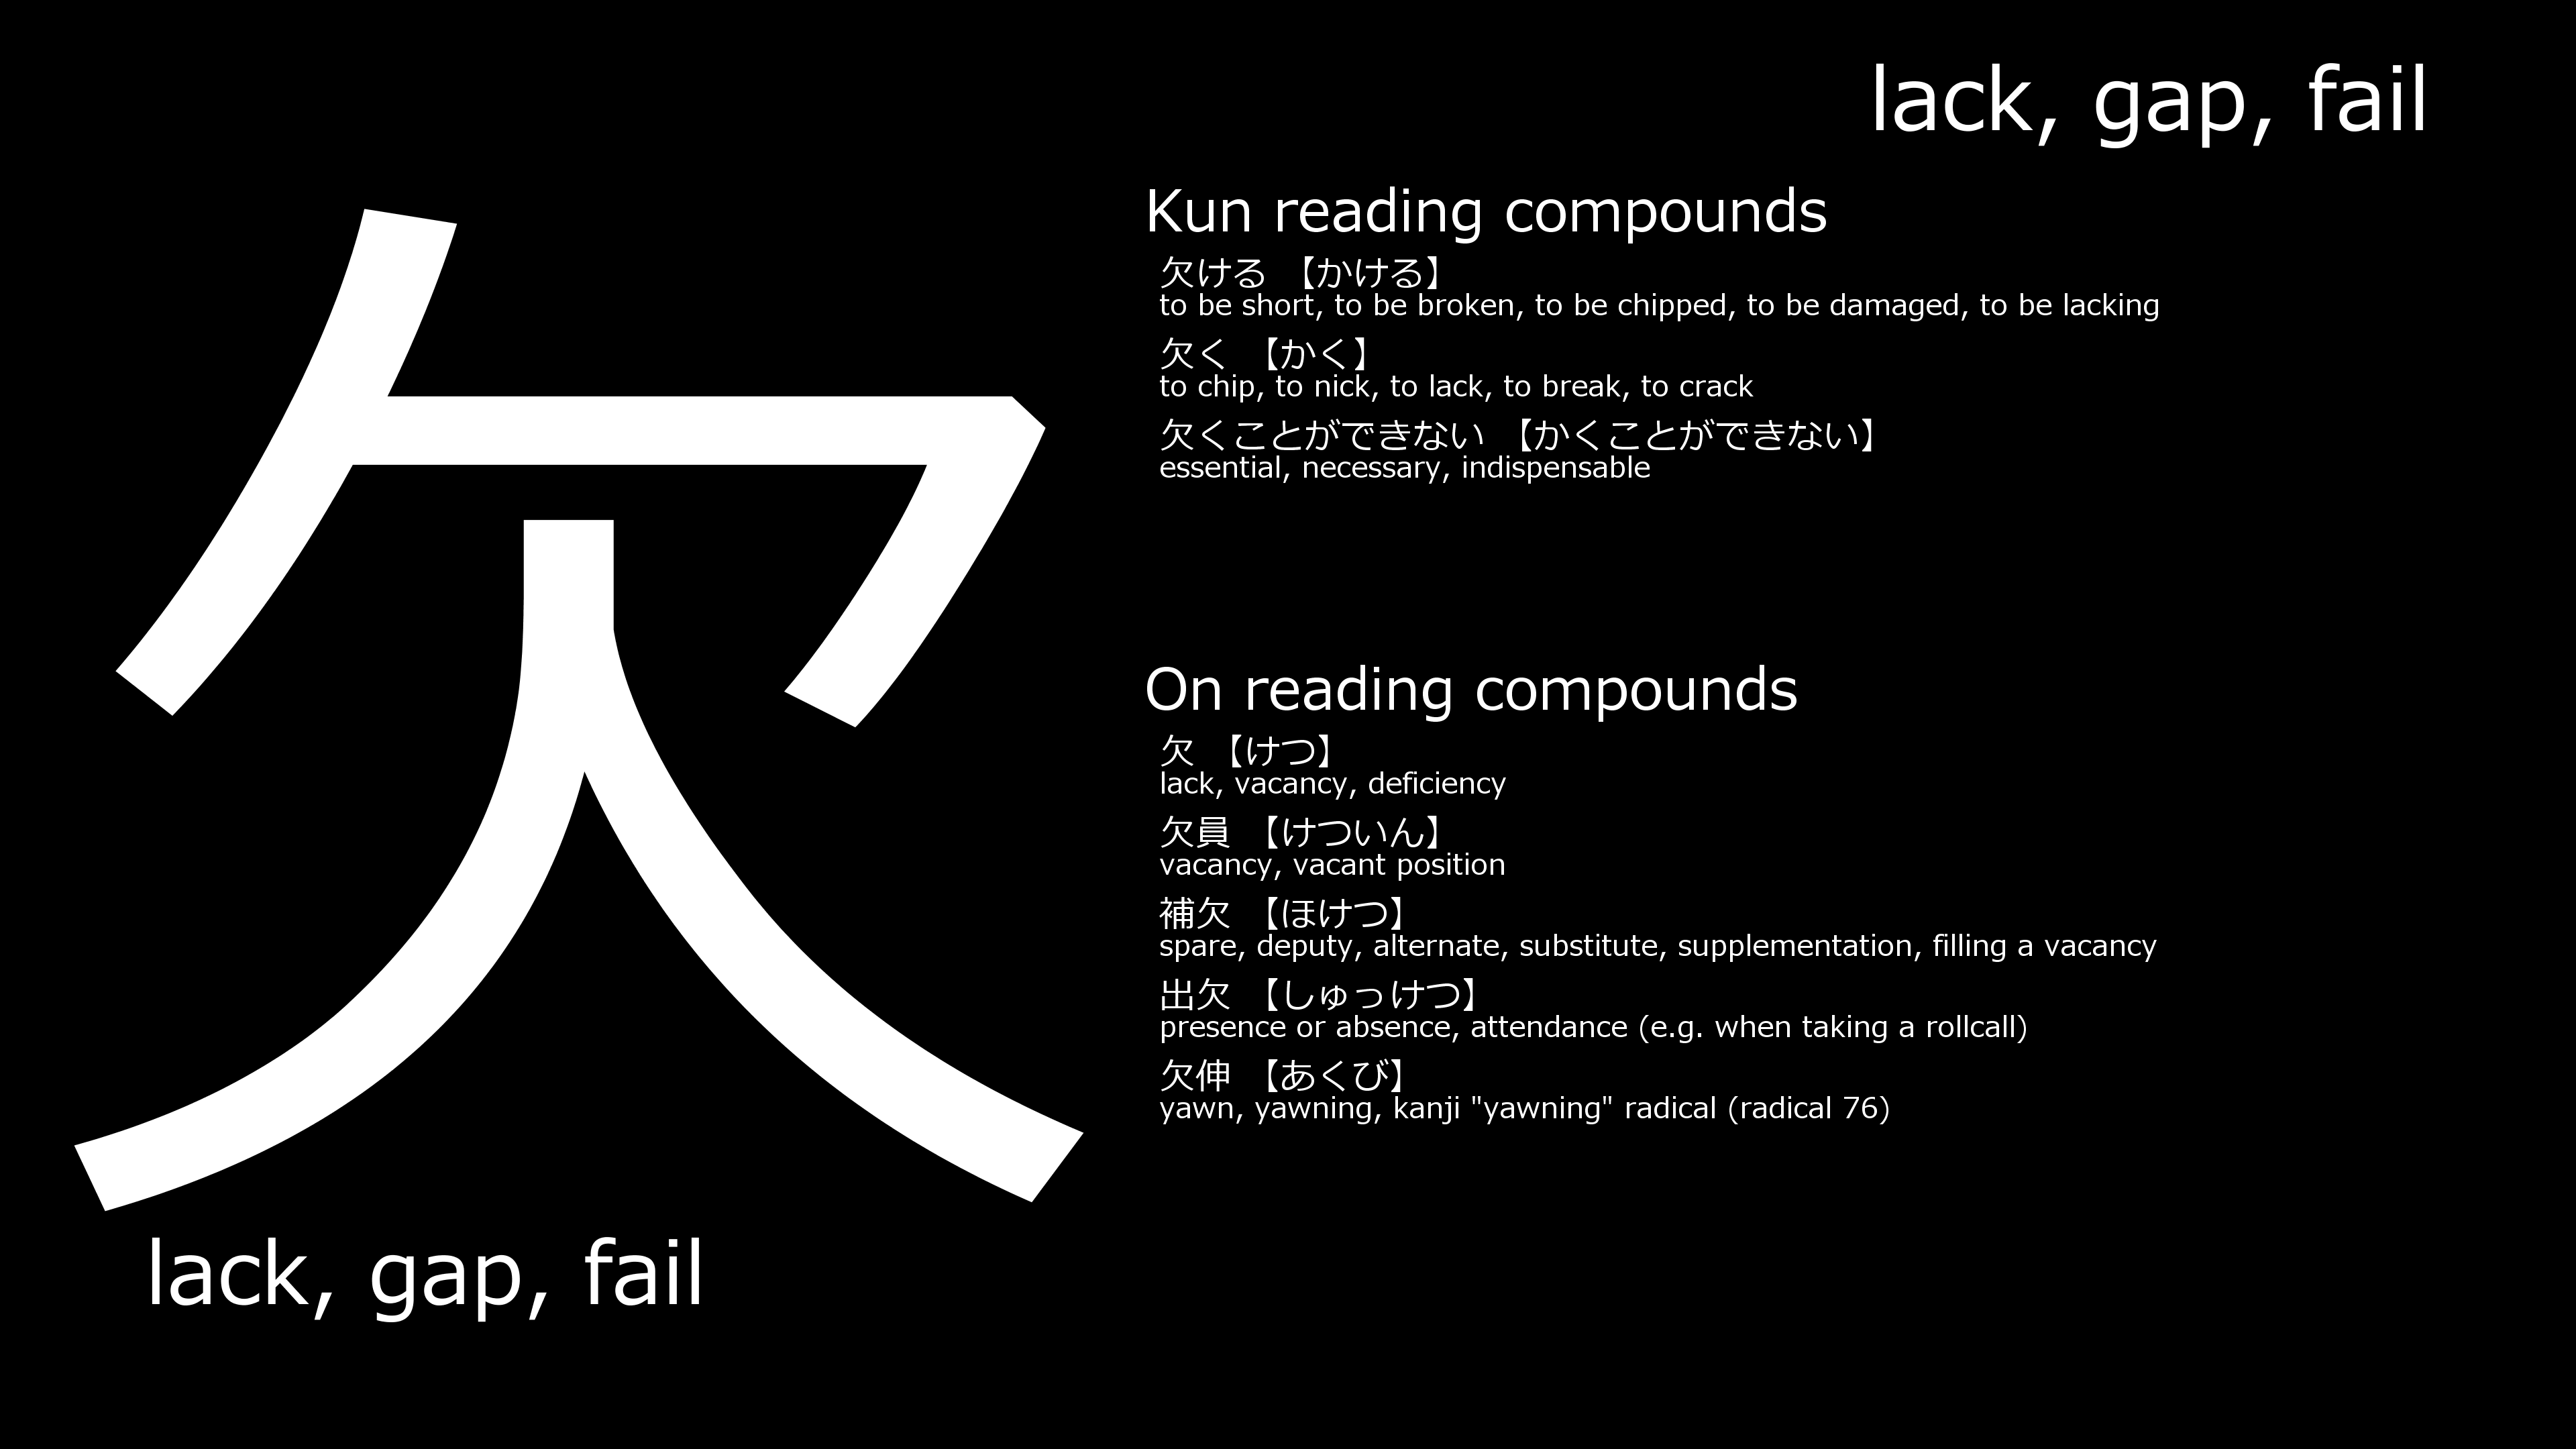 lack, gap, fail
欠
lack, gap, fail
Kun reading compounds
欠ける 【かける】
to be short, to be broken, to be chipped, to be damaged, to be lacking
欠く 【かく】
to chip, to nick, to lack, to break, to crack
欠くことができない 【かくことができない】
essential, necessary, indispensable
On reading compounds
欠 【けつ】
lack, vacancy, deficiency
欠員 【けついん】
vacancy, vacant position
補欠 【ほけつ】
spare, deputy, alternate, substitute, supplementation, filling a vacancy
出欠 【しゅっけつ】
presence or absence, attendance (e.g. when taking a rollcall)
欠伸 【あくび】
yawn, yawning, kanji "yawning" radical (radical 76)